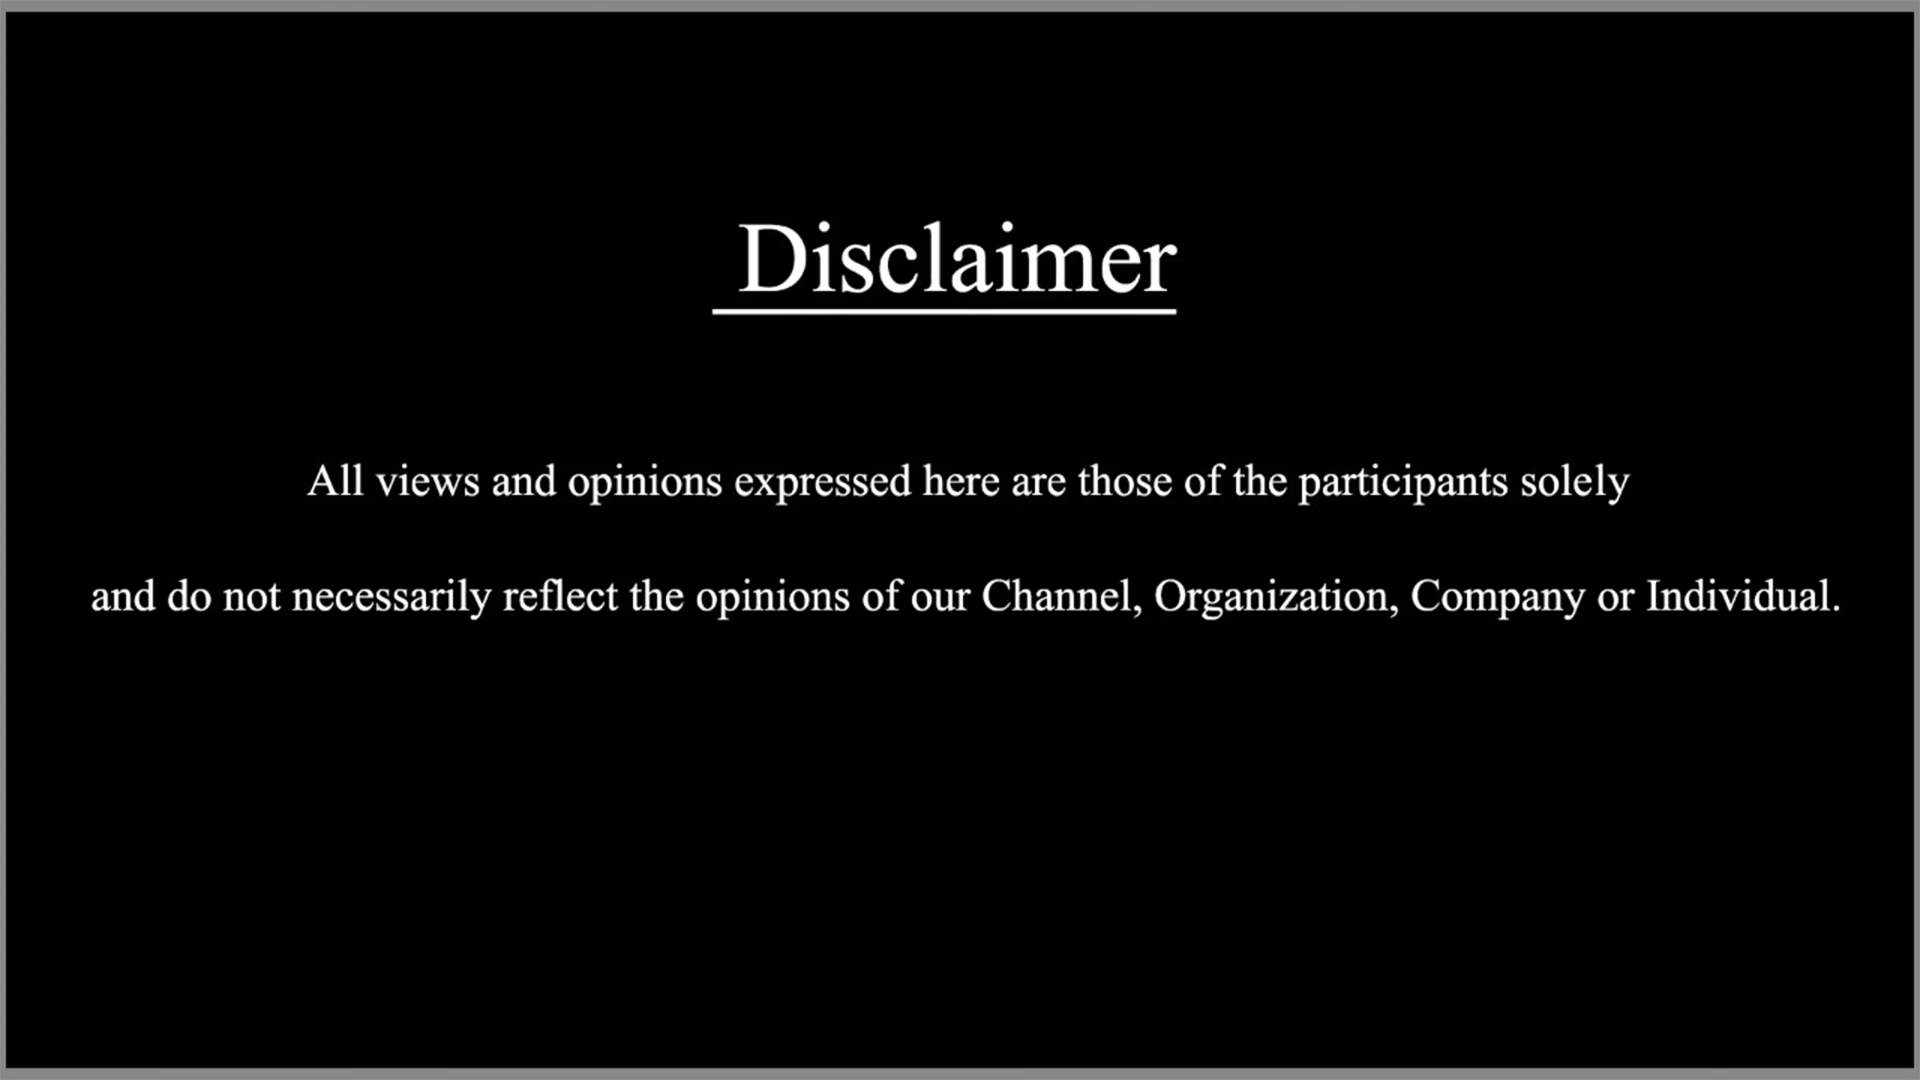 Disclaimer
All views and opinions expressed here are those of the participants solely
and do not necessarily reflect the opinions of our Channel, Organization, Company or Individual.